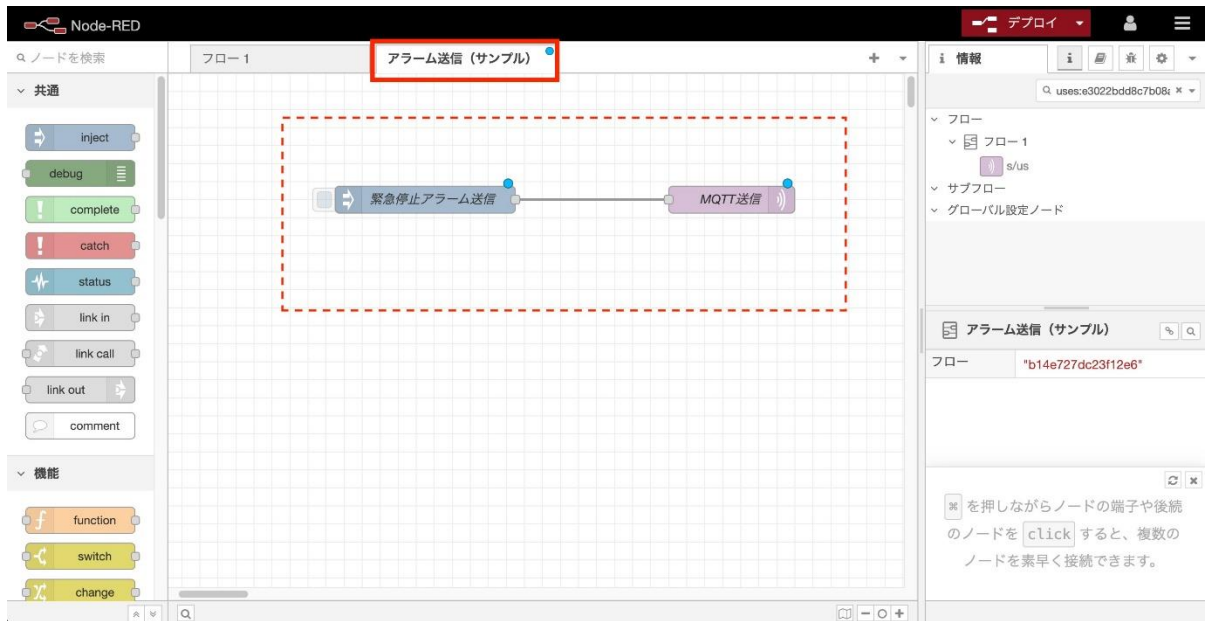 Node-RED
デプロイ
ノードを検索
フロー 1
アラーム送信（サンプル）
情報
共通
inject
debug
complete
catch
status
link in
link call
link out
comment
機能
function
switch
change
緊急停止アラーム送信
MQTT送信
uses:e3022bdd8c7b08
フロー
フロー 1
s/us
サブフロー
グローバル設定ノード
アラーム送信（サンプル）
フロー "b14e727dc23f12e6"
⌘ を押しながらノードの端子や後続
のノードを click すると、複数の
ノードを素早く接続できます。